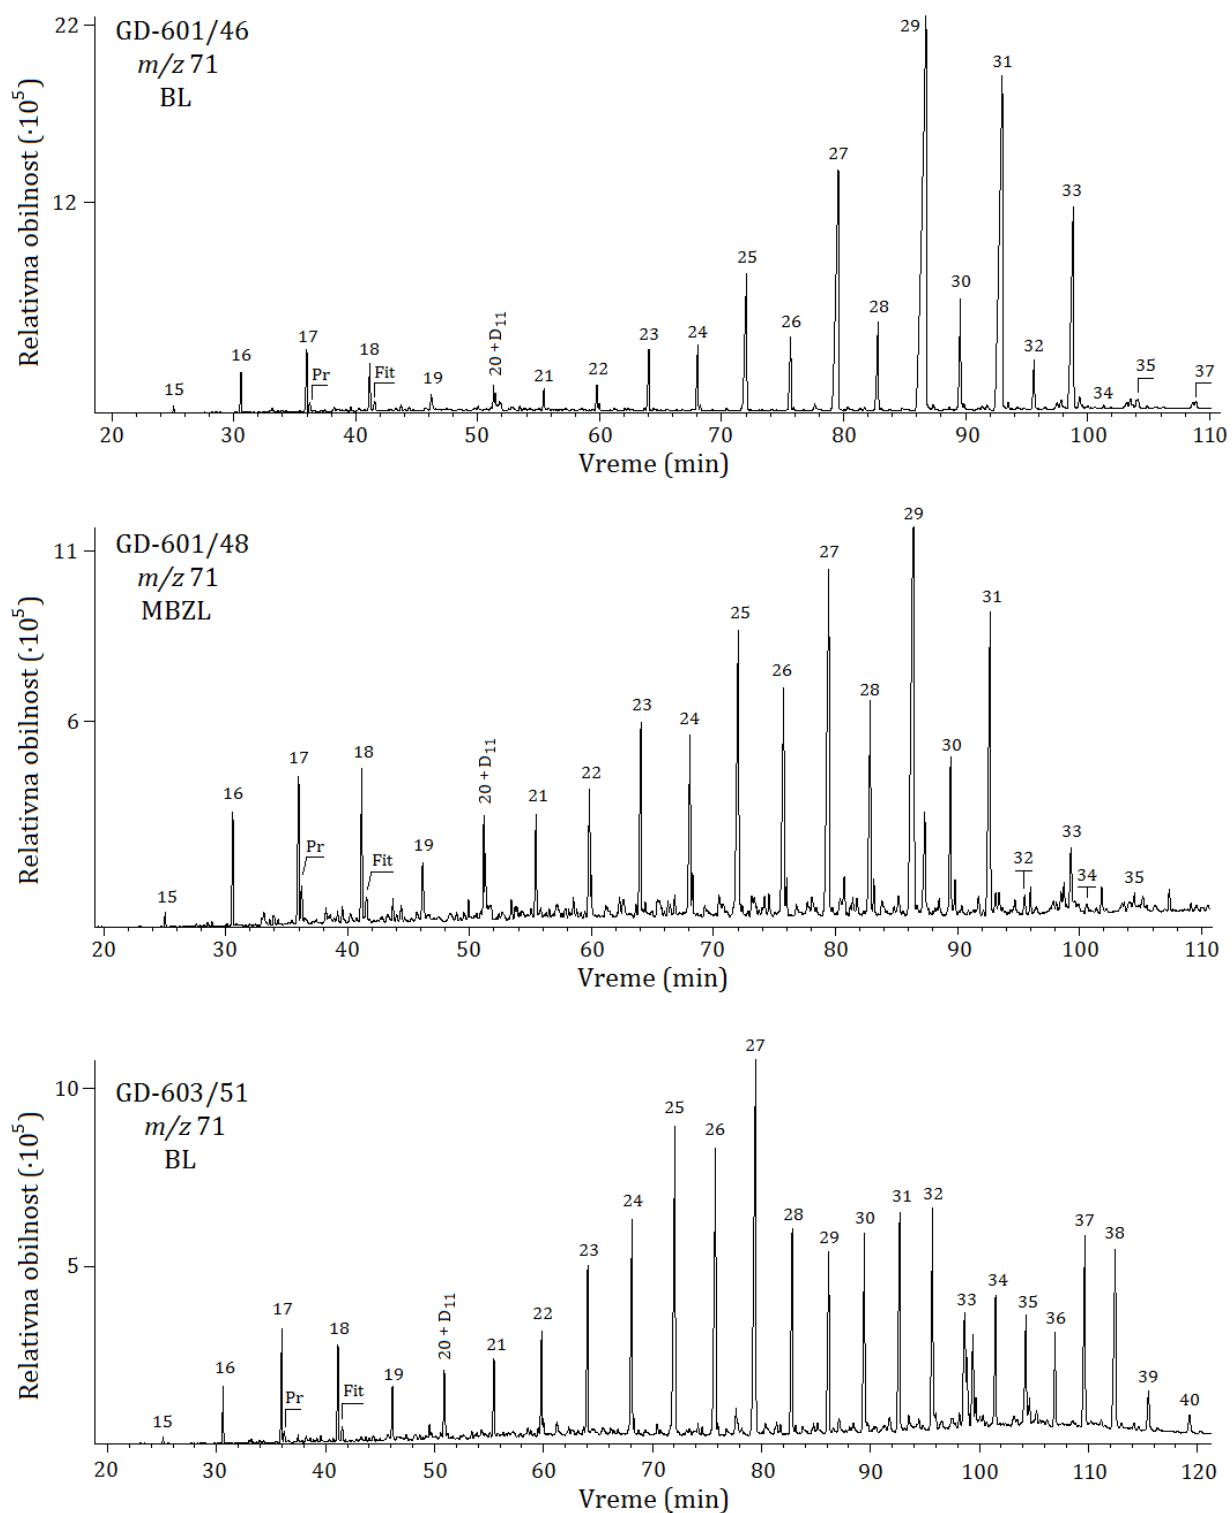 GD-601/46
m/z 71
BL
Relativna obilnost (·10⁵)
22
12
15
16
17
Pr
18
Fit
19
20 + D₁₁
21
22
23
24
25
26
27
28
29
30
31
32
33
34
35
37
20 30 40 50 60 70 80 90 100 110
Vreme (min)
GD-601/48
m/z 71
MBZL
Relativna obilnost (·10⁵)
11
6
15
16
17
Pr
18
Fit
19
20 + D₁₁
21
22
23
24
25
26
27
28
29
30
31
32
33
34
35
20 30 40 50 60 70 80 90 100 110
Vreme (min)
GD-603/51
m/z 71
BL
Relativna obilnost (·10⁵)
10
5
15
16
17
Pr
18
Fit
19
20 + D₁₁
21
22
23
24
25
26
27
28
29
30
31
32
33
34
35
36
37
38
39
40
20 30 40 50 60 70 80 90 100 110 120
Vreme (min)